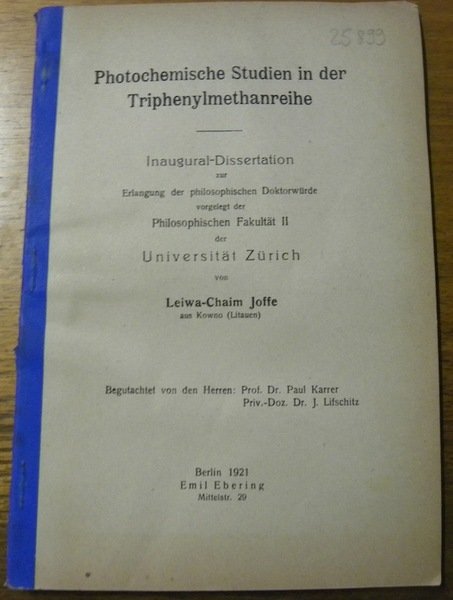 25899
Photochemische Studien in der
Triphenylmethanreihe
Inaugural-Dissertation
zur
Erlangung der philosophischen Doktorwürde
vorgelegt der
Philosophischen Fakultät II
der
Universität Zürich
von
Leiwa-Chaim Joffe
aus Kowno (Litauen)
Begutachtet von den Herren: Prof. Dr. Paul Karrer
Priv.-Doz. Dr. J. Lifschitz
Berlin 1921
Emil Ebering
Mittelstr. 29